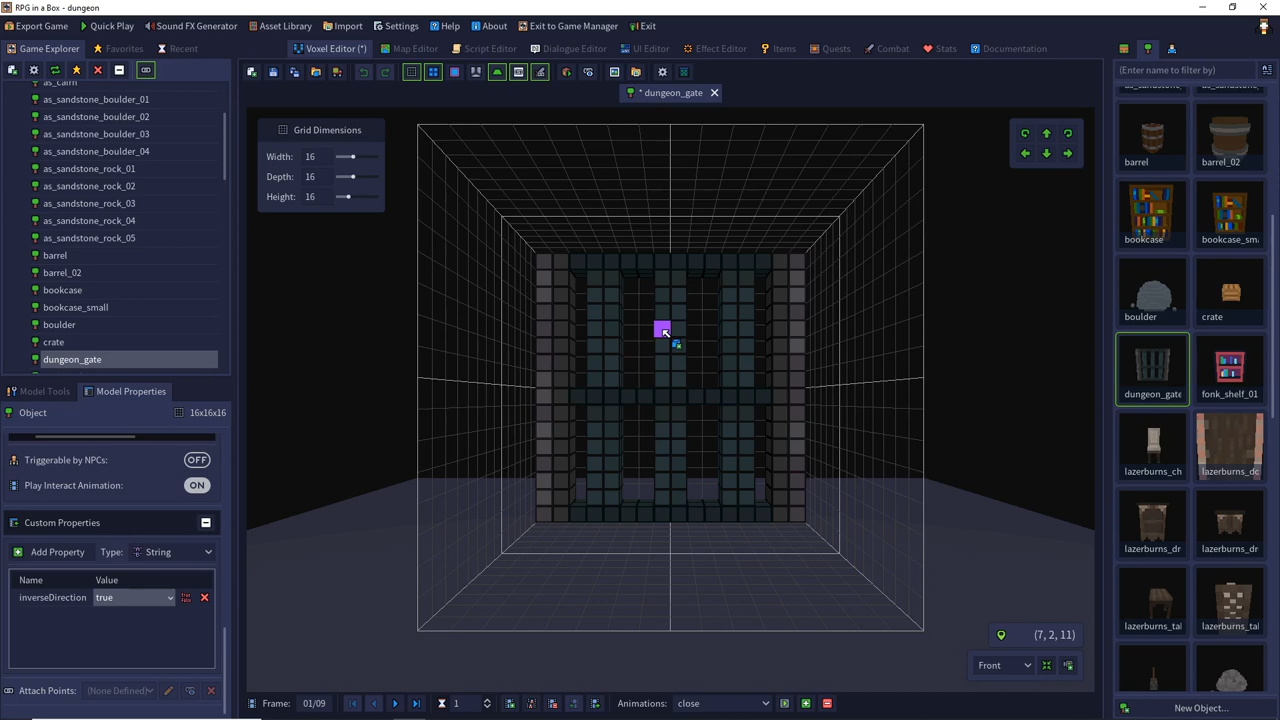 RPG in a Box - dungeon
Export Game Quick Play Sound FX Generator Asset Library Import Settings Help About Exit to Game Manager Exit
Game Explorer Favorites Recent Voxel Editor (*) Map Editor Script Editor Dialogue Editor UI Editor Effect Editor Items Quests Combat Stats Documentation
(Enter name to filter by)
* dungeon_gate
as_cairn
as_sandstone_boulder_01
as_sandstone_boulder_02
as_sandstone_boulder_03
as_sandstone_boulder_04
as_sandstone_rock_01
as_sandstone_rock_02
as_sandstone_rock_03
as_sandstone_rock_04
as_sandstone_rock_05
barrel
barrel_02
bookcase
bookcase_small
boulder
crate
dungeon_gate
Grid Dimensions
Width: 16
Depth: 16
Height: 16
barrel barrel_02
bookcase bookcase_sma
boulder crate
dungeon_gate fonk_shelf_01
lazerburns_ch lazerburns_do
lazerburns_dr lazerburns_dr
lazerburns_tal lazerburns_tal
New Object...
Model Tools Model Properties
Object 16x16x16
Triggerable by NPCs: OFF
Play Interact Animation: ON
Custom Properties
Add Property Type: String
Name Value
inverseDirection true
Attach Points: (None Defined)
(7, 2, 11)
Front
Frame: 01/09 1 Animations: close